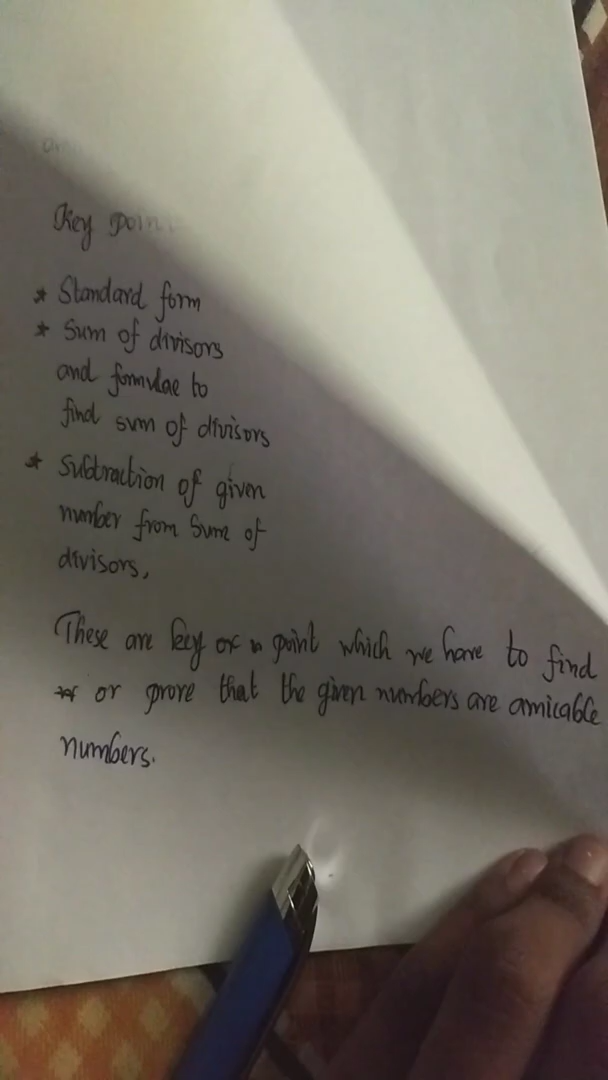 Key poin
* Standard form
* Sum of divisors
and formulae to
find sum of divisors
* Subtraction of given
number from Sum of
divisors,
These are key point which we have to find
or prove that the given numbers are amicable
numbers.